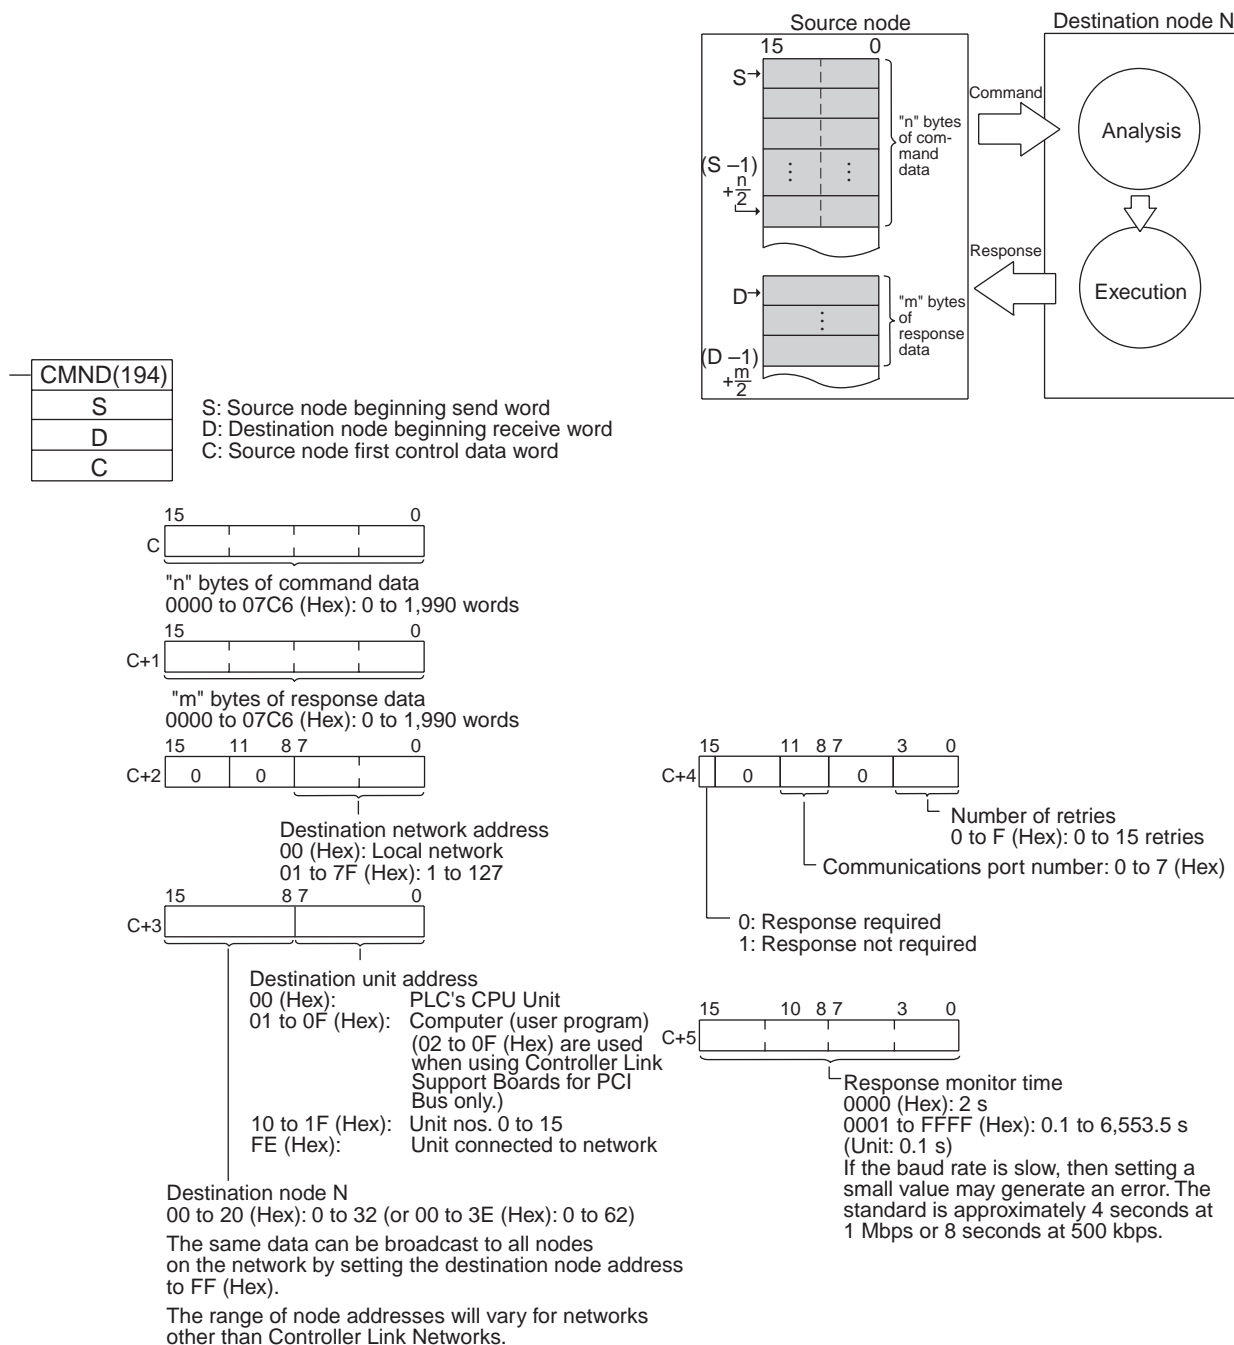 Source node
Destination node N
15 0
S
(S –1)
+n/2
"n" bytes
of com-
mand
data
Command
Analysis
Response
Execution
D
(D –1)
+m/2
"m" bytes
of
response
data
CMND(194)
S
D
C
S: Source node beginning send word
D: Destination node beginning receive word
C: Source node first control data word
15 0
C
"n" bytes of command data
0000 to 07C6 (Hex): 0 to 1,990 words
15 0
C+1
"m" bytes of response data
0000 to 07C6 (Hex): 0 to 1,990 words
15 11 8 7 0
C+2 0 0
Destination network address
00 (Hex): Local network
01 to 7F (Hex): 1 to 127
15 8 7 0
C+3
Destination unit address
00 (Hex): PLC's CPU Unit
01 to 0F (Hex): Computer (user program)
(02 to 0F (Hex) are used
when using Controller Link
Support Boards for PCI
Bus only.)
10 to 1F (Hex): Unit nos. 0 to 15
FE (Hex): Unit connected to network
Destination node N
00 to 20 (Hex): 0 to 32 (or 00 to 3E (Hex): 0 to 62)
The same data can be broadcast to all nodes
on the network by setting the destination node address
to FF (Hex).
The range of node addresses will vary for networks
other than Controller Link Networks.
15 11 8 7 3 0
C+4 0 0
Number of retries
0 to F (Hex): 0 to 15 retries
Communications port number: 0 to 7 (Hex)
0: Response required
1: Response not required
15 10 8 7 3 0
C+5
Response monitor time
0000 (Hex): 2 s
0001 to FFFF (Hex): 0.1 to 6,553.5 s
(Unit: 0.1 s)
If the baud rate is slow, then setting a
small value may generate an error. The
standard is approximately 4 seconds at
1 Mbps or 8 seconds at 500 kbps.